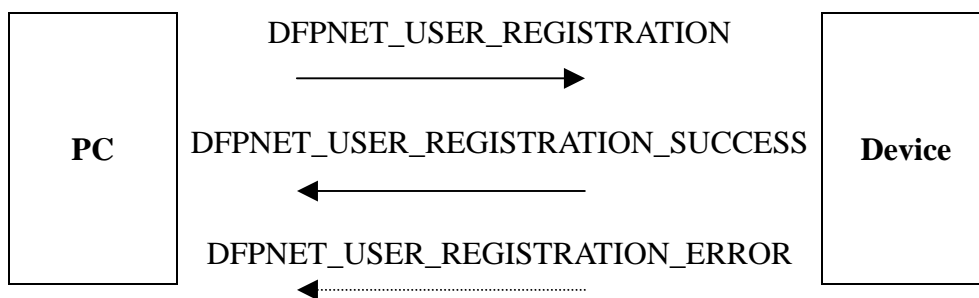 DFPNET_USER_REGISTRATION
PC
DFPNET_USER_REGISTRATION_SUCCESS
Device
DFPNET_USER_REGISTRATION_ERROR